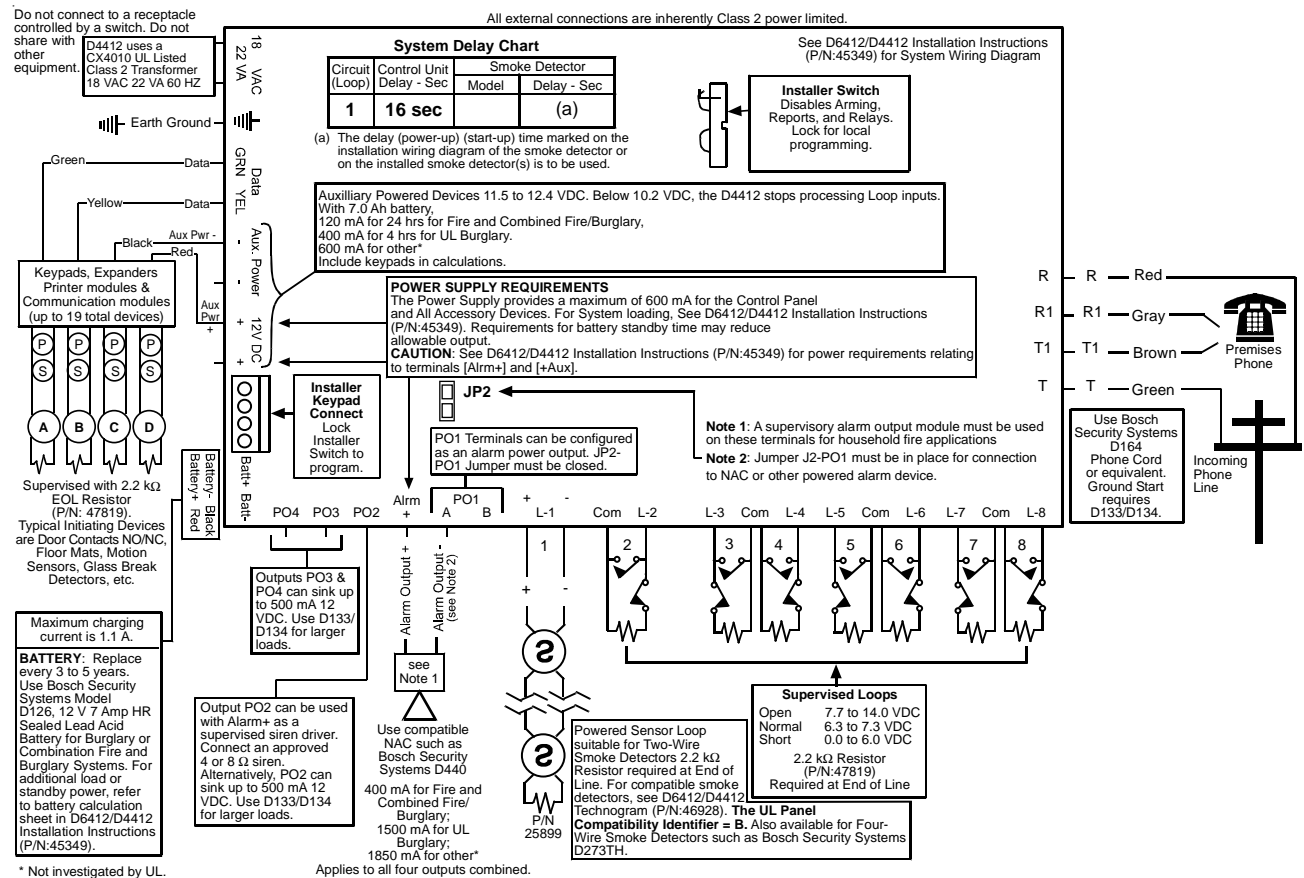 Do not connect to a receptacle
controlled by a switch. Do not
share with
other
equipment.
D4412 uses a
CX4010 UL Listed
Class 2 Transformer
18 VAC 22 VA 60 HZ
All external connections are inherently Class 2 power limited.
18 VAC
22 VA
System Delay Chart
Circuit (Loop)
Control Unit Delay - Sec
Smoke Detector
Model
Delay - Sec
1
16 sec
(a)
(a) The delay (power-up) (start-up) time marked on the
installation wiring diagram of the smoke detector or
on the installed smoke detector(s) is to be used.
See D6412/D4412 Installation Instructions
(P/N:45349) for System Wiring Diagram
Installer Switch
Disables Arming,
Reports, and Relays.
Lock for local
programming.
Earth Ground
Green
Data
Yellow
Data
GRN YEL
Data
Black
Aux Pwr -
Red
Aux
Pwr
+
- - + +
Aux. Power
12V DC
Auxilliary Powered Devices 11.5 to 12.4 VDC. Below 10.2 VDC, the D4412 stops processing Loop inputs.
With 7.0 Ah battery,
120 mA for 24 hrs for Fire and Combined Fire/Burglary,
400 mA for 4 hrs for UL Burglary.
600 mA for other*
Include keypads in calculations.
POWER SUPPLY REQUIREMENTS
The Power Supply provides a maximum of 600 mA for the Control Panel
and All Accessory Devices. For System loading, See D6412/D4412 Installation Instructions
(P/N:45349). Requirements for battery standby time may reduce
allowable output.
CAUTION: See D6412/D4412 Installation Instructions (P/N:45349) for power requirements relating
to terminals [Alrm+] and [+Aux].
Keypads, Expanders
Printer modules &
Communication modules
(up to 19 total devices)
P P P P
S S S S
A B C D
Supervised with 2.2 kΩ
EOL Resistor
(P/N: 47819).
Typical Initiating Devices
are Door Contacts NO/NC,
Floor Mats, Motion
Sensors, Glass Break
Detectors, etc.
Installer
Keypad
Connect
Lock
Installer
Switch to
program.
JP2
PO1 Terminals can be configured
as an alarm power output. JP2-
PO1 Jumper must be closed.
Note 1: A supervisory alarm output module must be used
on these terminals for household fire applications
Note 2: Jumper J2-PO1 must be in place for connection
to NAC or other powered alarm device.
R R Red
R1 R1 Gray
T1 T1 Brown
T T Green
Premises
Phone
Incoming
Phone
Line
Use Bosch
Security Systems
D164
Phone Cord
or equivalent.
Ground Start
requires
D133/D134.
Batt+ Batt-
Battery- Black
Battery+ Red
PO4 PO3 PO2
Alrm
+
PO1
A B
+ -
L-1
Com L-2
L-3 Com L-4
L-5 Com L-6
L-7 Com L-8
1 2 3 4 5 6 7 8
+ -
S
S
P/N
25899
Alarm Output +
Alarm Output -
(see Note 2)
see
Note 1
Use compatible
NAC such as
Bosch Security
Systems D440
400 mA for Fire and
Combined Fire/
Burglary;
1500 mA for UL
Burglary;
1850 mA for other*
Applies to all four outputs combined.
Outputs PO3 &
PO4 can sink up
to 500 mA 12
VDC. Use D133/
D134 for larger
loads.
Output PO2 can be used
with Alarm+ as a
supervised siren driver.
Connect an approved
4 or 8 Ω siren.
Alternatively, PO2 can
sink up to 500 mA 12
VDC. Use D133/D134
for larger loads.
Maximum charging
current is 1.1 A.
BATTERY: Replace
every 3 to 5 years.
Use Bosch Security
Systems Model
D126, 12 V 7 Amp HR
Sealed Lead Acid
Battery for Burglary or
Combination Fire and
Burglary Systems. For
additional load or
standby power, refer
to battery calculation
sheet in D6412/D4412
Installation Instructions
(P/N:45349).
* Not investigated by UL.
Powered Sensor Loop
suitable for Two-Wire
Smoke Detectors 2.2 kΩ
Resistor required at End of
Line. For compatible smoke
detectors, see D6412/D4412
Technogram (P/N:46928). The UL Panel
Compatibility Identifier = B. Also available for Four-
Wire Smoke Detectors such as Bosch Security Systems
D273TH.
Supervised Loops
Open 7.7 to 14.0 VDC
Normal 6.3 to 7.3 VDC
Short 0.0 to 6.0 VDC
2.2 kΩ Resistor
(P/N:47819)
Required at End of Line